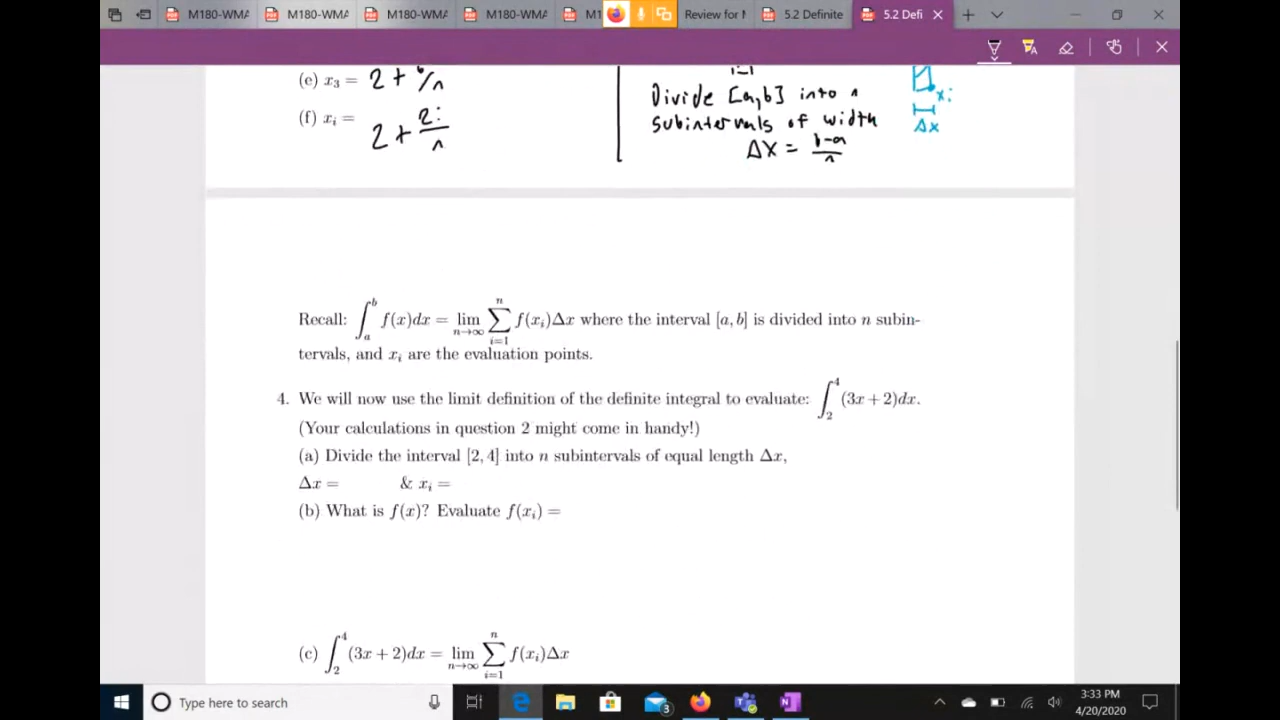 M180-WMA M180-WMA M180-WMA M180-WMA M1 Review for M 5.2 Definite 5.2 Defi
(e) x₃ = 2 + 6/n
(f) xᵢ = 2 + 2i/n
i=1
Divide [a,b] into n
subintervals of width
Δx = b-a/n
xᵢ
Δx
Recall: ∫ₐᵇ f(x)dx = lim n→∞ Σ i=1 n f(xᵢ)Δx where the interval [a, b] is divided into n subin-
tervals, and xᵢ are the evaluation points.
4. We will now use the limit definition of the definite integral to evaluate: ∫₂⁴ (3x + 2)dx.
(Your calculations in question 2 might come in handy!)
(a) Divide the interval [2, 4] into n subintervals of equal length Δx,
Δx = & xᵢ =
(b) What is f(x)? Evaluate f(xᵢ) =
(c) ∫₂⁴ (3x + 2)dx = lim n→∞ Σ i=1 n f(xᵢ)Δx
Type here to search
3
3:33 PM
4/20/2020